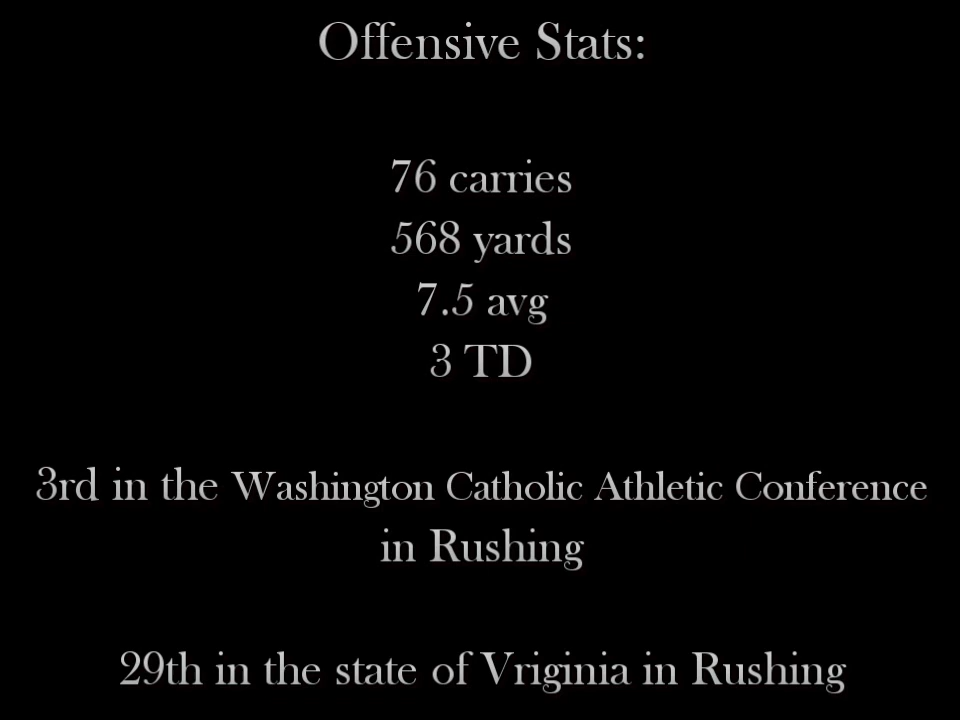 Offensive Stats:
76 carries
568 yards
7.5 avg
3 TD
3rd in the Washington Catholic Athletic Conference
in Rushing
29th in the state of Vriginia in Rushing